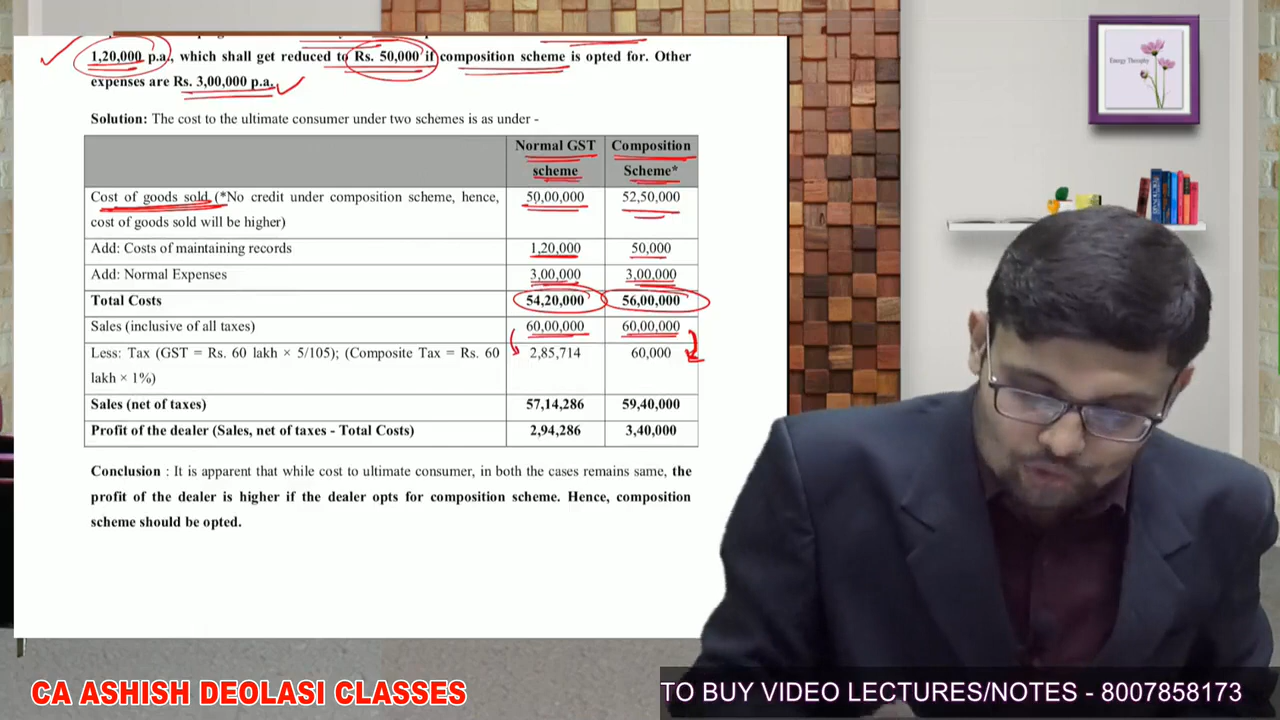 1,20,000 p.a., which shall get reduced to Rs. 50,000 if composition scheme is opted for. Other
expenses are Rs. 3,00,000 p.a.
Solution: The cost to the ultimate consumer under two schemes is as under -
Normal GST scheme
Composition Scheme*
Cost of goods sold (*No credit under composition scheme, hence, 50,00,000 52,50,000
cost of goods sold will be higher)
Add: Costs of maintaining records 1,20,000 50,000
Add: Normal Expenses 3,00,000 3,00,000
Total Costs 54,20,000 56,00,000
Sales (inclusive of all taxes) 60,00,000 60,00,000
Less: Tax (GST = Rs. 60 lakh × 5/105); (Composite Tax = Rs. 60 2,85,714 60,000
lakh × 1%)
Sales (net of taxes) 57,14,286 59,40,000
Profit of the dealer (Sales, net of taxes - Total Costs) 2,94,286 3,40,000
Conclusion : It is apparent that while cost to ultimate consumer, in both the cases remains same, the
profit of the dealer is higher if the dealer opts for composition scheme. Hence, composition
scheme should be opted.
Energy Theraphy
CA ASHISH DEOLASI CLASSES
TO BUY VIDEO LECTURES/NOTES - 8007858173